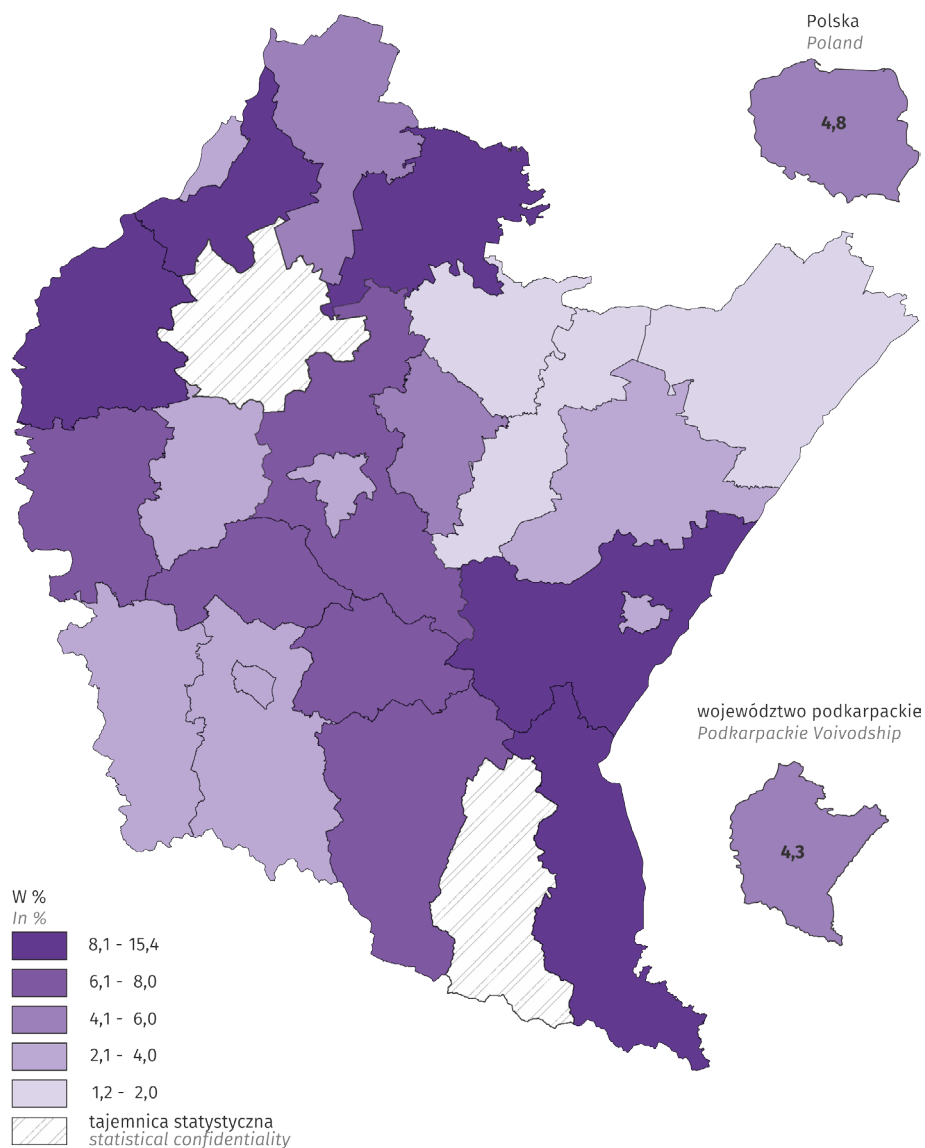 Polska
Poland
4,8
województwo podkarpackie
Podkarpackie Voivodship
4,3
W %
In %
8,1 - 15,4
6,1 - 8,0
4,1 - 6,0
2,1 - 4,0
1,2 - 2,0
tajemnica statystyczna
statistical confidentiality